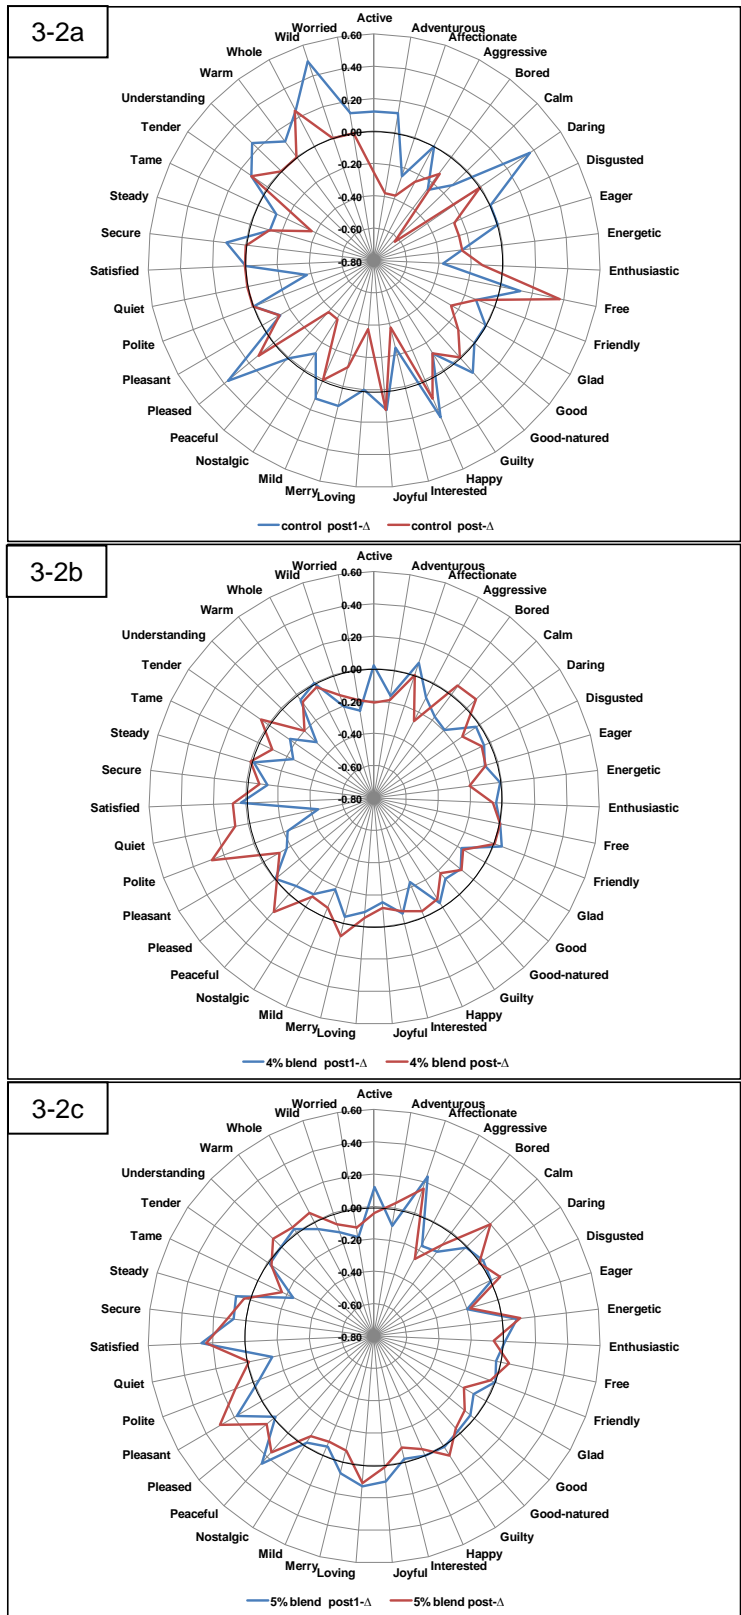 3-2a
Active
Adventurous
Affectionate
Aggressive
Bored
Calm
Daring
Disgusted
Eager
Energetic
Enthusiastic
Free
Friendly
Glad
Good
Good-natured
Guilty
Happy
Interested
Joyful
Loving
Merry
Mild
Nostalgic
Peaceful
Pleased
Pleasant
Polite
Quiet
Satisfied
Secure
Steady
Tame
Tender
Understanding
Warm
Whole
Wild
Worried
0.60
0.40
0.20
0.00
-0.20
-0.40
-0.60
-0.80
control post1-Δ control post-Δ
3-2b
Active
Adventurous
Affectionate
Aggressive
Bored
Calm
Daring
Disgusted
Eager
Energetic
Enthusiastic
Free
Friendly
Glad
Good
Good-natured
Guilty
Happy
Interested
Joyful
Loving
Merry
Mild
Nostalgic
Peaceful
Pleased
Pleasant
Polite
Quiet
Satisfied
Secure
Steady
Tame
Tender
Understanding
Warm
Whole
Wild
Worried
0.60
0.40
0.20
0.00
-0.20
-0.40
-0.60
-0.80
4% blend post1-Δ 4% blend post-Δ
3-2c
Active
Adventurous
Affectionate
Aggressive
Bored
Calm
Daring
Disgusted
Eager
Energetic
Enthusiastic
Free
Friendly
Glad
Good
Good-natured
Guilty
Happy
Interested
Joyful
Loving
Merry
Mild
Nostalgic
Peaceful
Pleased
Pleasant
Polite
Quiet
Satisfied
Secure
Steady
Tame
Tender
Understanding
Warm
Whole
Wild
Worried
0.60
0.40
0.20
0.00
-0.20
-0.40
-0.60
-0.80
5% blend post1-Δ 5% blend post-Δ